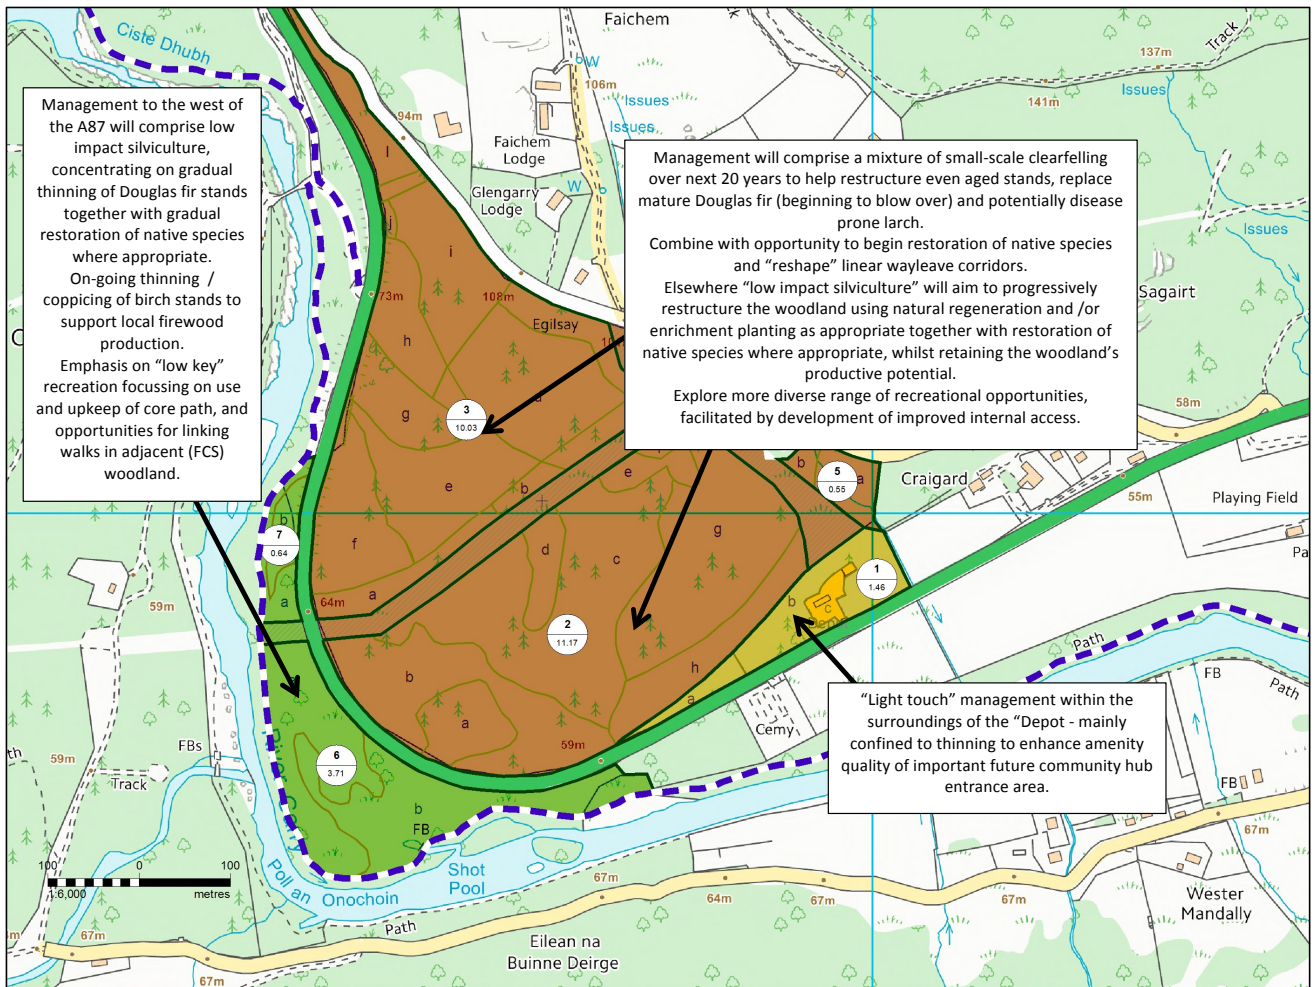 Faichem
Ciste Dhubh
Track
137m
W
106m
Issues
Issues
141m
Issues
94m
Faichem
Lodge
W
Glengarry
Lodge
Management to the west of
the A87 will comprise low
impact silviculture,
concentrating on gradual
thinning of Douglas fir stands
together with gradual
restoration of native species
where appropriate.
On-going thinning /
coppicing of birch stands to
support local firewood
production.
Emphasis on “low key”
recreation focussing on use
and upkeep of core path, and
opportunities for linking
walks in adjacent (FCS)
woodland.
Management will comprise a mixture of small-scale clearfelling
over next 20 years to help restructure even aged stands, replace
mature Douglas fir (beginning to blow over) and potentially disease
prone larch.
Combine with opportunity to begin restoration of native species
and “reshape” linear wayleave corridors.
Elsewhere “low impact silviculture” will aim to progressively
restructure the woodland using natural regeneration and /or
enrichment planting as appropriate together with restoration of
native species where appropriate, whilst retaining the woodland’s
productive potential.
Explore more diverse range of recreational opportunities,
facilitated by development of improved internal access.
Issues
Sagairt
l
j
i
73m
108m
h
Egilsay
g
3
10.03
58m
e
b
e
b
5
0.55
a
Craigard
55m
Playing Field
b
7
0.64
f
d
c
g
a
a
64m
1
1.46
b
c
59m
59m
2
11.17
b
a
h
a
59m
Cemy
Path
Path
FB
“Light touch” management within the
surroundings of the “Depot - mainly
confined to thinning to enhance amenity
quality of important future community hub
entrance area.
FBs
59m
Track
6
3.71
b
FB
FB
67m
100
0
100
1:6,000
metres
Poll an Onochoin
Shot
Pool
67m
64m
67m
67m
Wester
Mandally
Path
67m
67m
Eilean na
Buinne Deirge